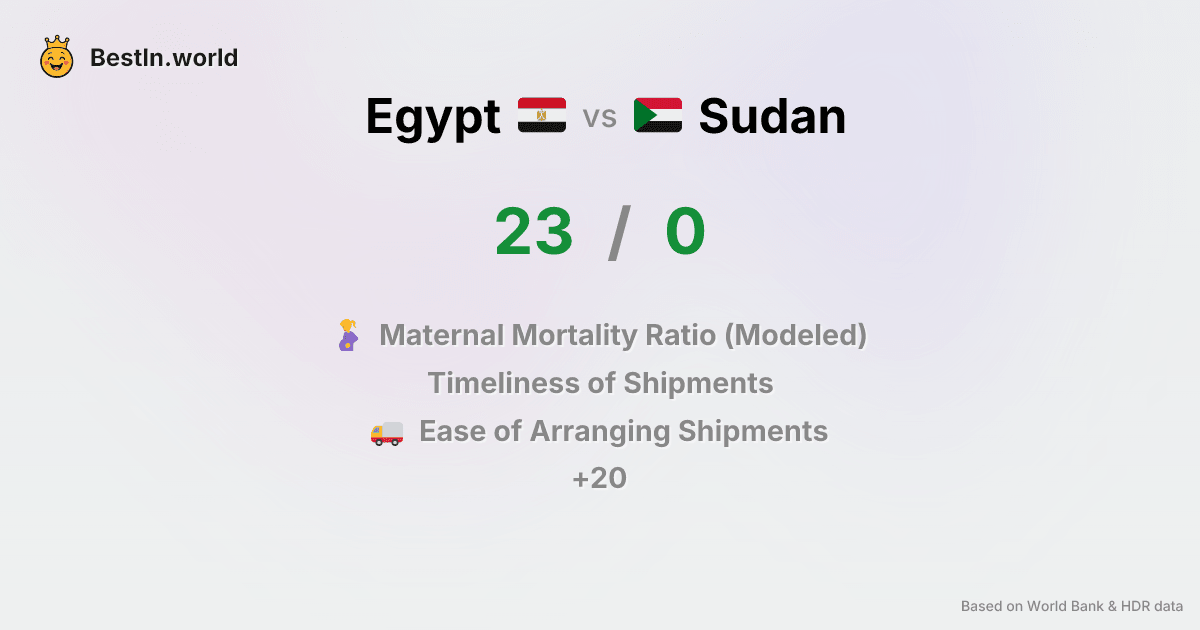 BestIn.world
Egypt vs Sudan
23 / 0
Maternal Mortality Ratio (Modeled)
Timeliness of Shipments
Ease of Arranging Shipments
+20
Based on World Bank & HDR data